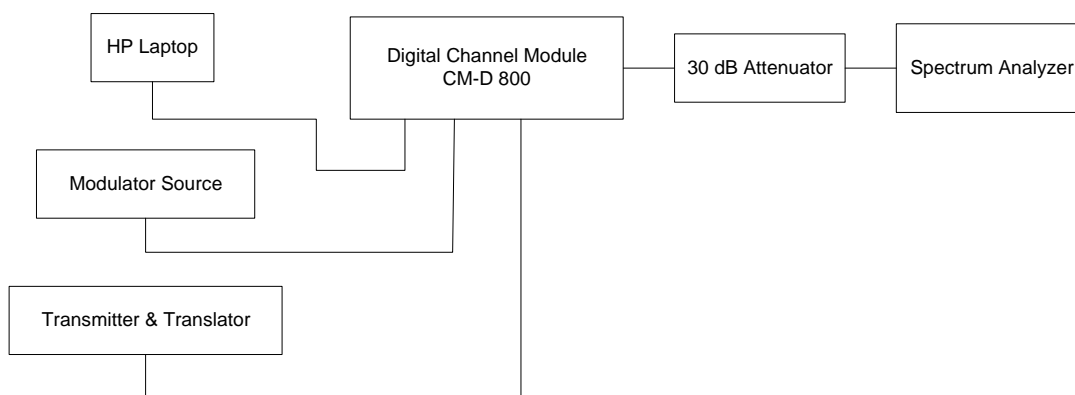 HP Laptop
Digital Channel Module
CM-D 800
30 dB Attenuator
Spectrum Analyzer
Modulator Source
Transmitter & Translator